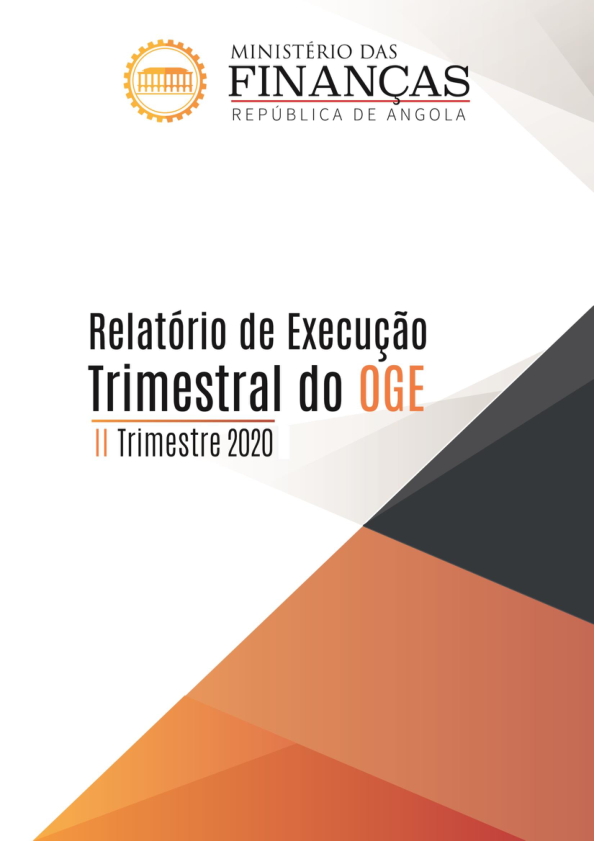 MINISTÉRIO DAS
FINANÇAS
REPÚBLICA DE ANGOLA
Relatório de Execução
Trimestral do OGE
II Trimestre 2020